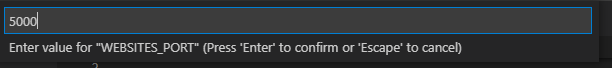 5000
Enter value for "WEBSITES_PORT" (Press 'Enter' to confirm or 'Escape' to cancel)